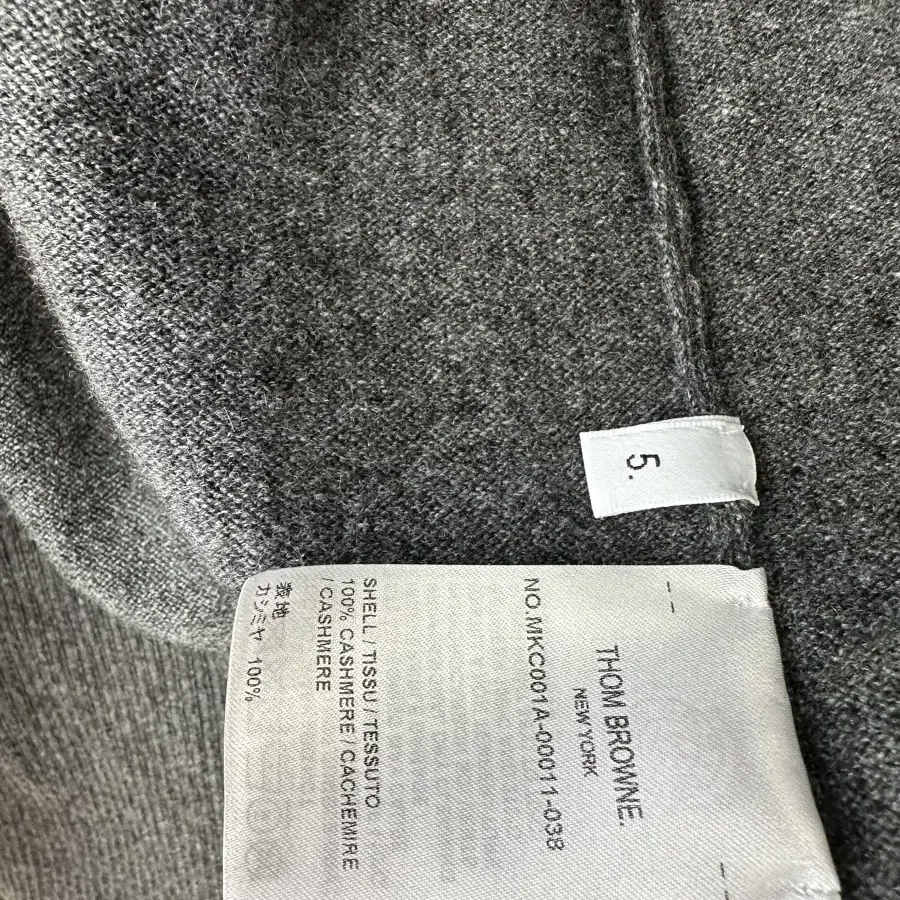 5.
THOM BROWNE.
NEW YORK
NO.MKC001A-00011-038
SHELL / TISSU / TESSUTO
100% CASHMERE / CACHEMIRE
/ CASHMERE
表地
カシミヤ 100%